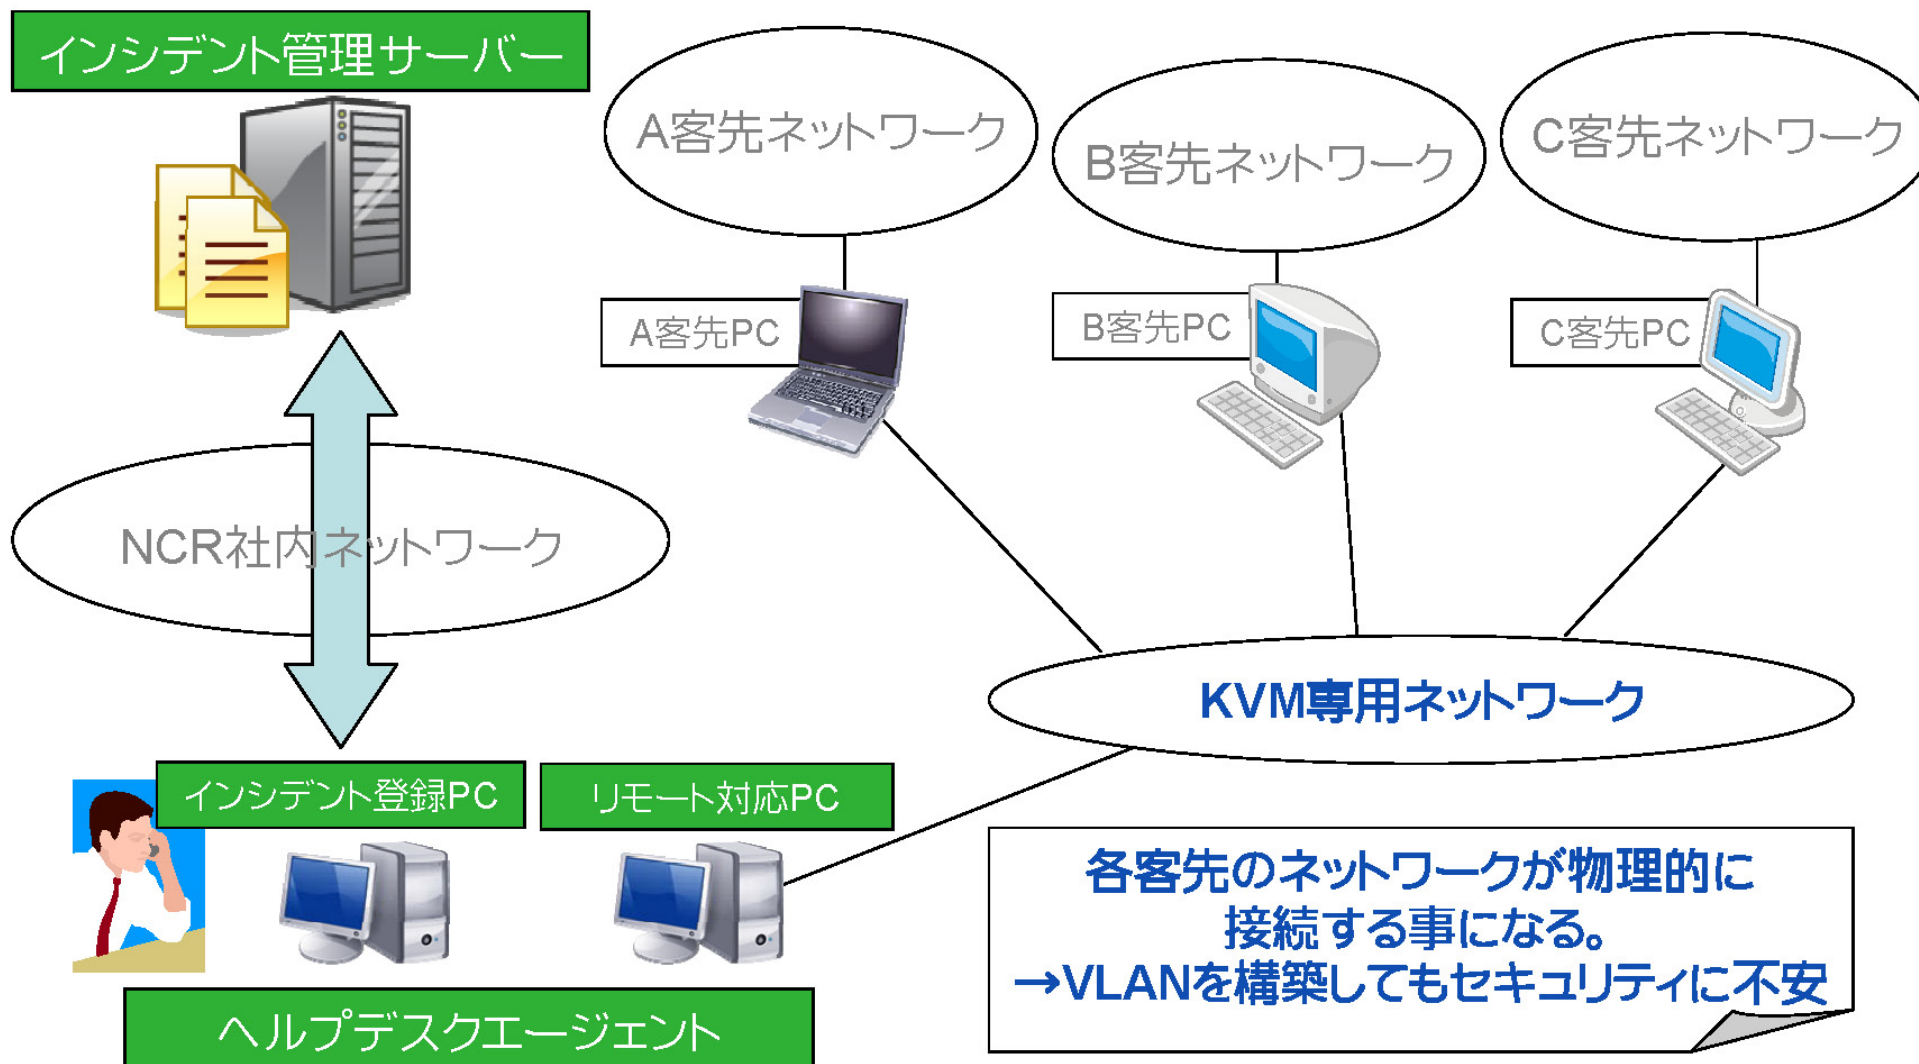 インシデント管理サーバー
A客先ネットワーク
B客先ネットワーク
C客先ネットワーク
A客先PC
B客先PC
C客先PC
NCR社内ネットワーク
KVM専用ネットワーク
インシデント登録PC
リモート対応PC
各客先のネットワークが物理的に
接続する事になる。
→VLANを構築してもセキュリティに不安
ヘルプデスクエージェント